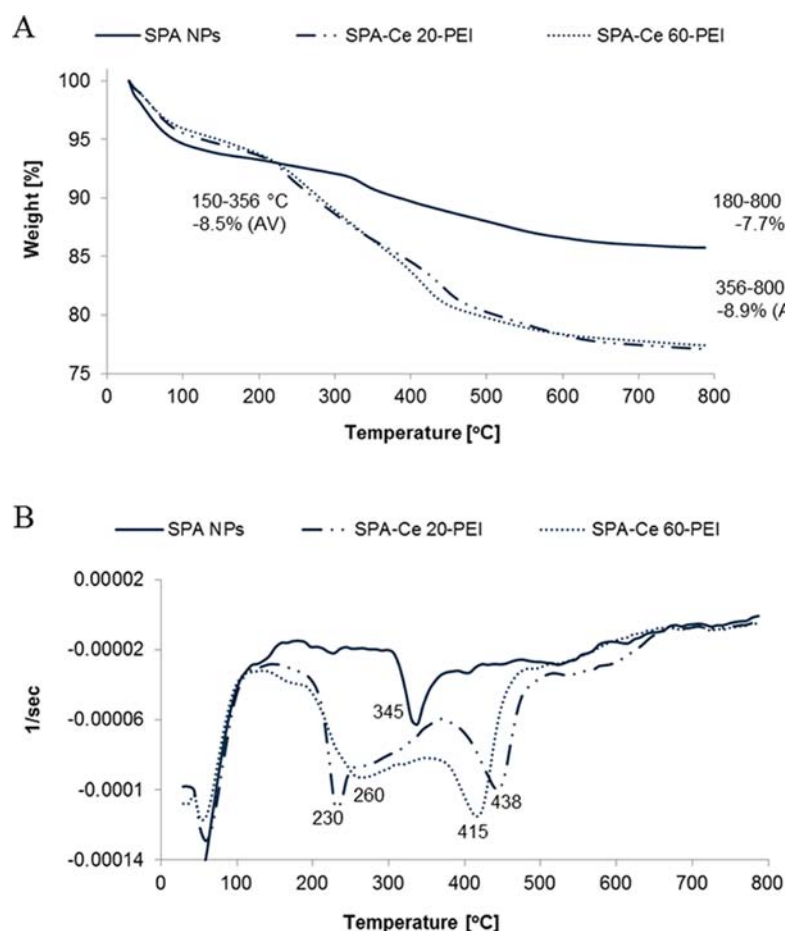 A
SPA NPs SPA-Ce 20-PEI SPA-Ce 60-PEI
100
95
90
85
80
75
Weight [%]
150-356 °C
-8.5% (AV)
180-800
-7.7%
356-800
-8.9% (A
0 100 200 300 400 500 600 700 800
Temperature [°C]
B
SPA NPs SPA-Ce 20-PEI SPA-Ce 60-PEI
0.00002
-0.00002
-0.00006
-0.0001
-0.00014
1/sec
345
230
260
415
438
0 100 200 300 400 500 600 700 800
Temperature [°C]